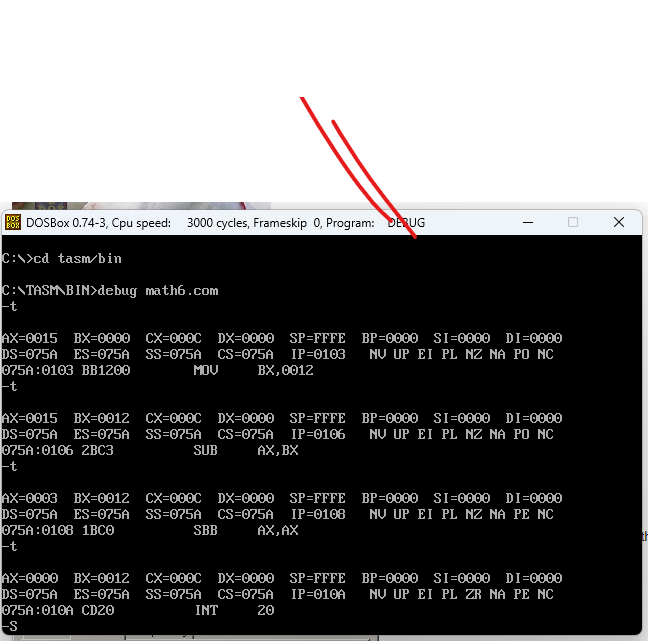 DOSBox 0.74-3, Cpu speed: 3000 cycles, Frameskip 0, Program: DEBUG
C:\>cd tasm/bin
C:\TASM\BIN>debug math6.com
-t
AX=0015 BX=0000 CX=000C DX=0000 SP=FFFE BP=0000 SI=0000 DI=0000
DS=075A ES=075A SS=075A CS=075A IP=0103 NV UP EI PL NZ NA PO NC
075A:0103 BB1200 MOV BX,0012
-t
AX=0015 BX=0012 CX=000C DX=0000 SP=FFFE BP=0000 SI=0000 DI=0000
DS=075A ES=075A SS=075A CS=075A IP=0106 NV UP EI PL NZ NA PO NC
075A:0106 2BC3 SUB AX,BX
-t
AX=0003 BX=0012 CX=000C DX=0000 SP=FFFE BP=0000 SI=0000 DI=0000
DS=075A ES=075A SS=075A CS=075A IP=0108 NV UP EI PL NZ NA PE NC
075A:0108 1BC0 SBB AX,AX
-t
AX=0000 BX=0012 CX=000C DX=0000 SP=FFFE BP=0000 SI=0000 DI=0000
DS=075A ES=075A SS=075A CS=075A IP=010A NV UP EI PL ZR NA PE NC
075A:010A CD20 INT 20
-S